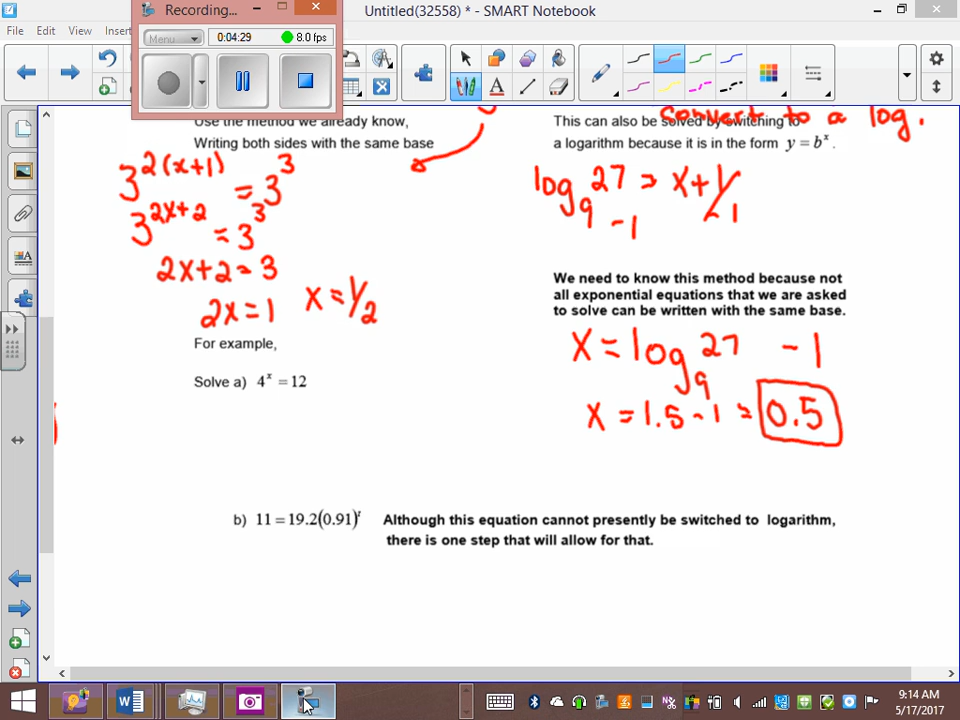 Recording...
Untitled(32558) * - SMART Notebook
Menu
0:04:29
8.0 fps
File Edit View Inser
Use the method we already know,
Writing both sides with the same base
3^{2(x+1)} = 3^3
3^{2x+2} = 3^3
2x+2=3
2x=1 x=1/2
For example,
Solve a) 4^x = 12
convert to a log.
This can also be solved by switching to
a logarithm because it is in the form y = b^x.
log_9 27 = x+1
-1 -1
We need to know this method because not
all exponential equations that we are asked
to solve can be written with the same base.
x = log_9 27 - 1
x = 1.5 - 1 = 0.5
b) 11 = 19.2(0.91)^t Although this equation cannot presently be switched to logarithm,
there is one step that will allow for that.
9:14 AM
5/17/2017